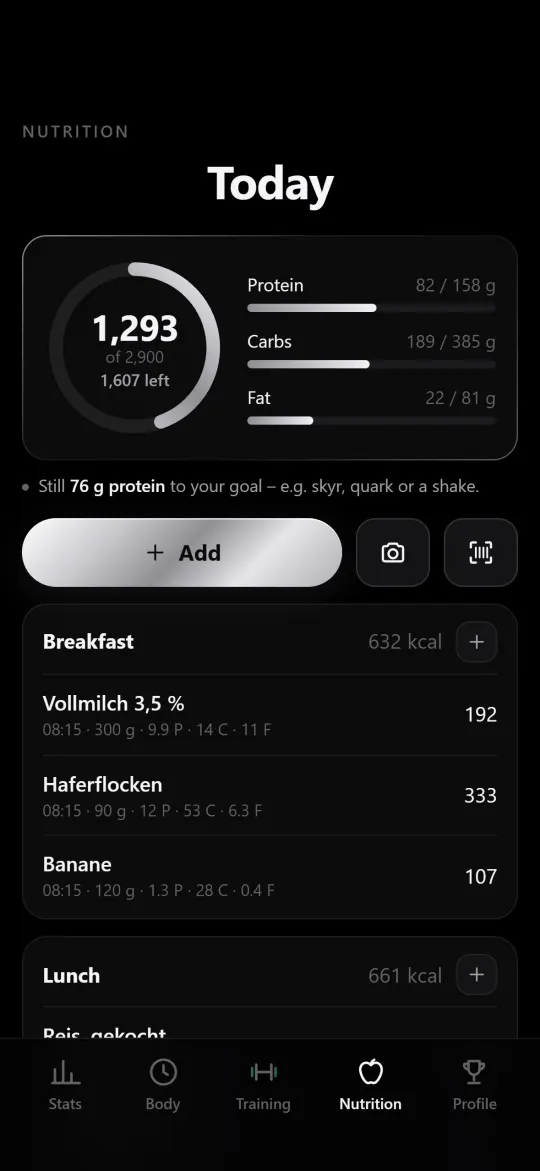 NUTRITION
Today
1,293
of 2,900
1,607 left
Protein 82 / 158 g
Carbs 189 / 385 g
Fat 22 / 81 g
Still 76 g protein to your goal – e.g. skyr, quark or a shake.
+ Add
Breakfast 632 kcal +
Vollmilch 3,5 % 192
08:15 · 300 g · 9.9 P · 14 C · 11 F
Haferflocken 333
08:15 · 90 g · 12 P · 53 C · 6.3 F
Banane 107
08:15 · 120 g · 1.3 P · 28 C · 0.4 F
Lunch 661 kcal +
Reis, gekocht
Stats Body Training Nutrition Profile